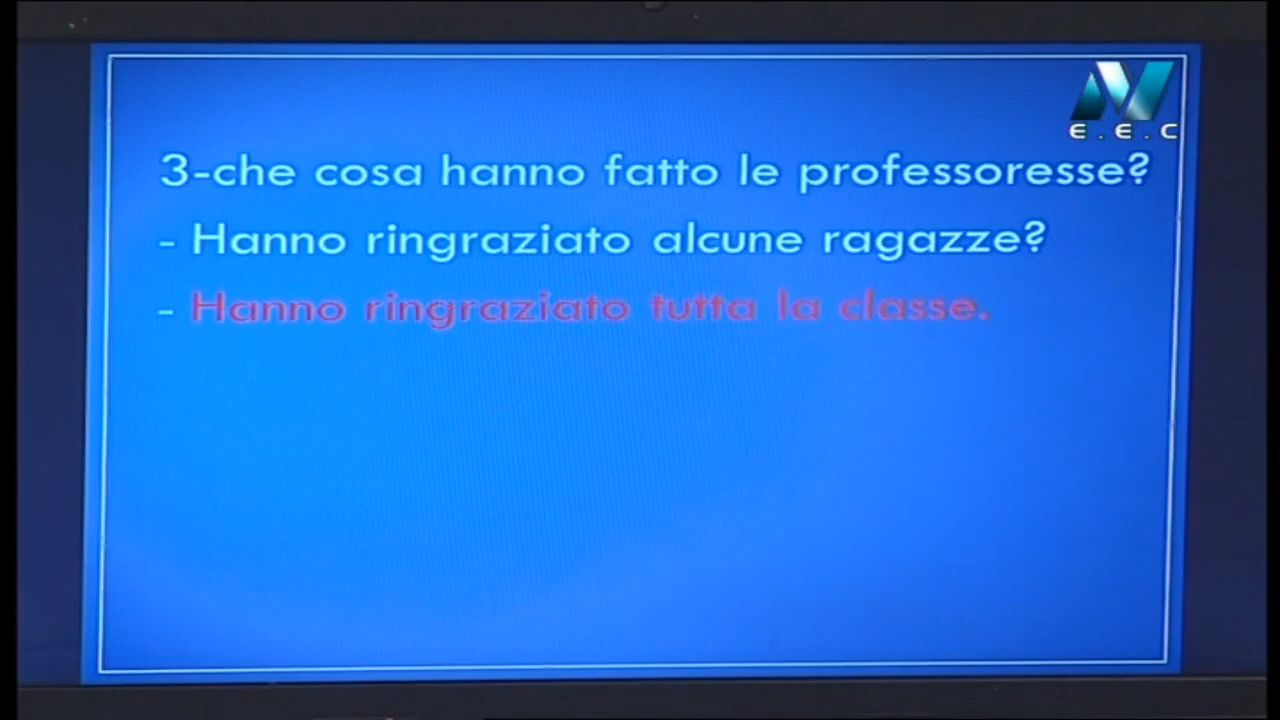 E.E.C
3-che cosa hanno fatto le professoresse?
- Hanno ringraziato alcune ragazze?
- Hanno ringraziato tutta la classe.